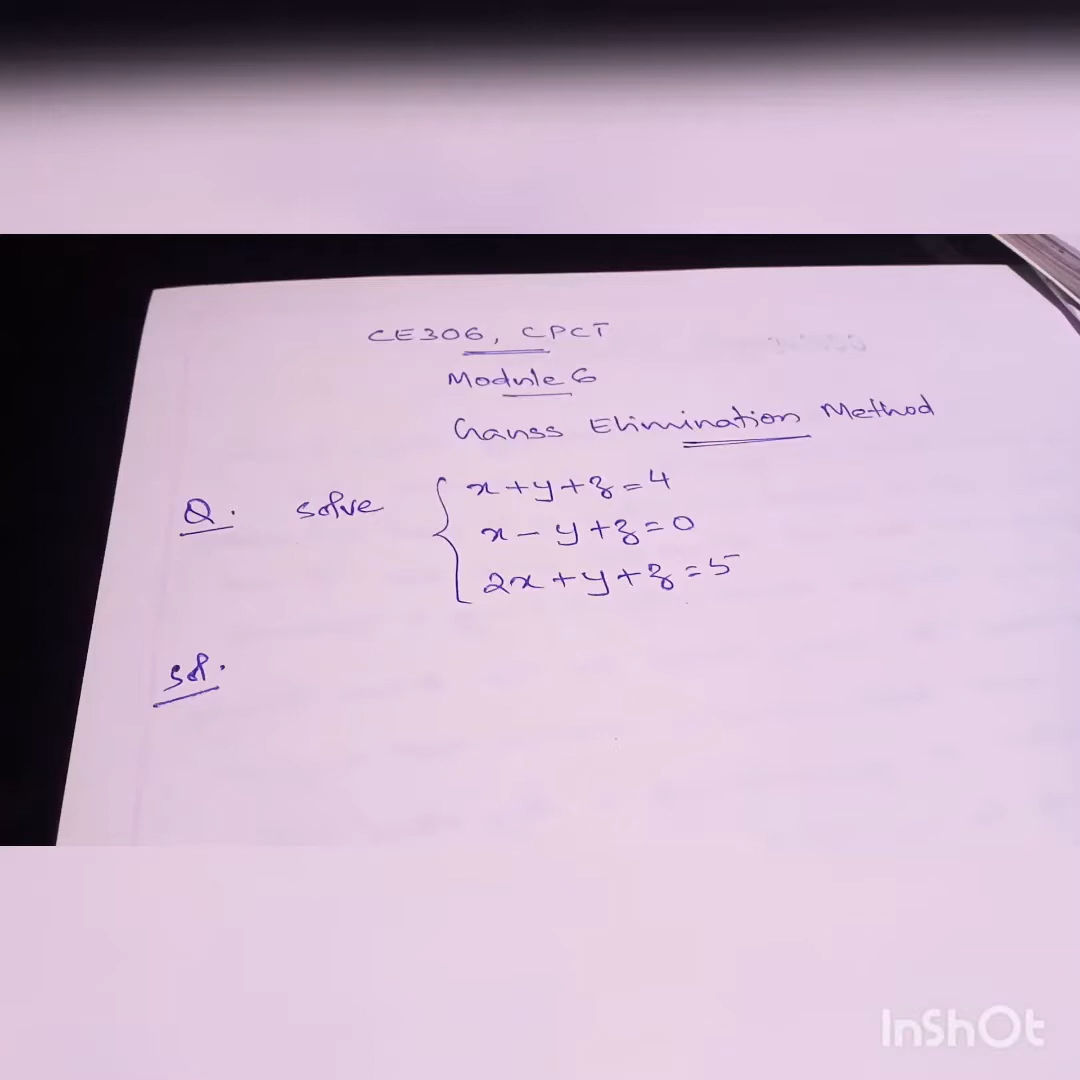 CE306, CPCT
Module 6
Gauss Elimination Method
Q. solve { x + y + z = 4
x - y + z = 0
2x + y + z = 5
Sol.
InShOt